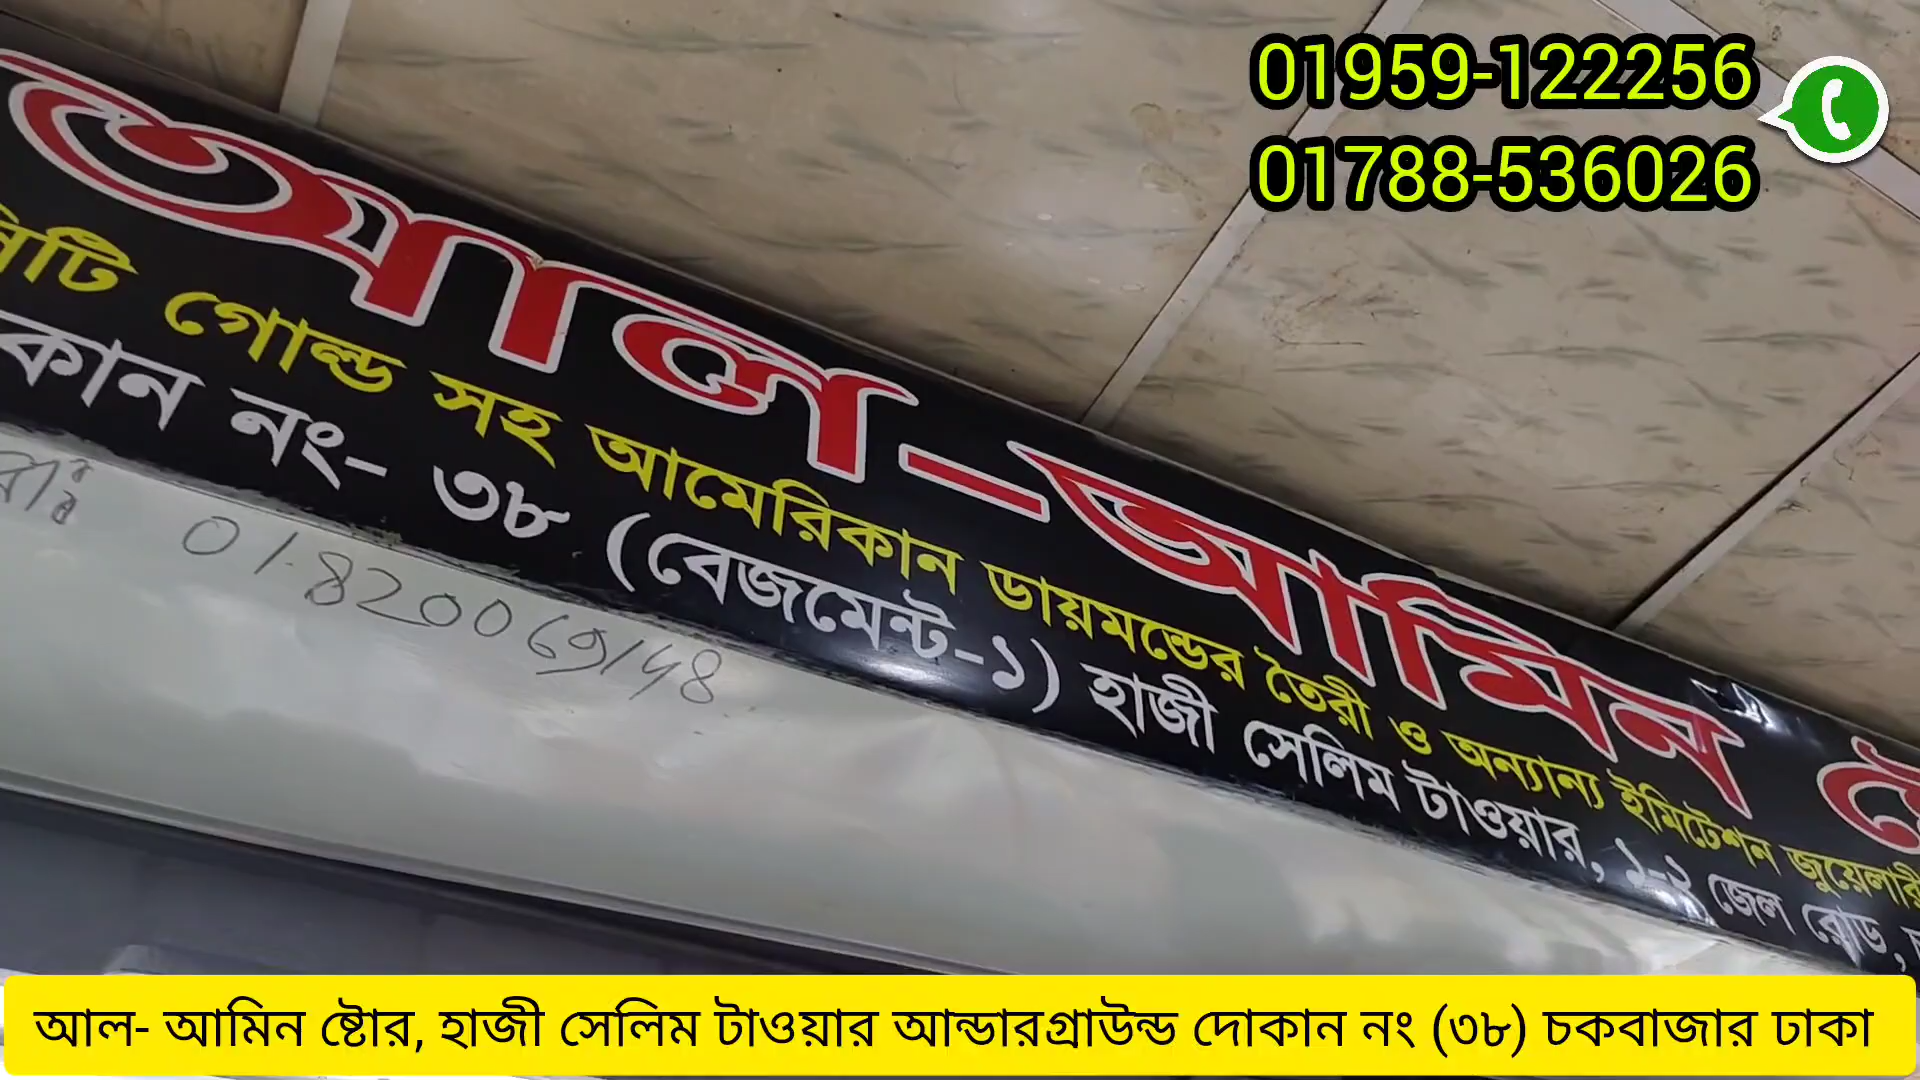 01959-122256
01788-536026
আল-আমিন
গোল্ড সহ আমেরিকান ডায়মন্ডের তৈরী ও অন্যান্য ইমিটেশন জুয়েলারী
নং- ৩৮ (বেজমেন্ট-১) হাজী সেলিম টাওয়ার, ১-২ জেল রোড,
আল- আমিন ষ্টোর, হাজী সেলিম টাওয়ার আন্ডারগ্রাউন্ড দোকান নং (৩৮) চকবাজার ঢাকা